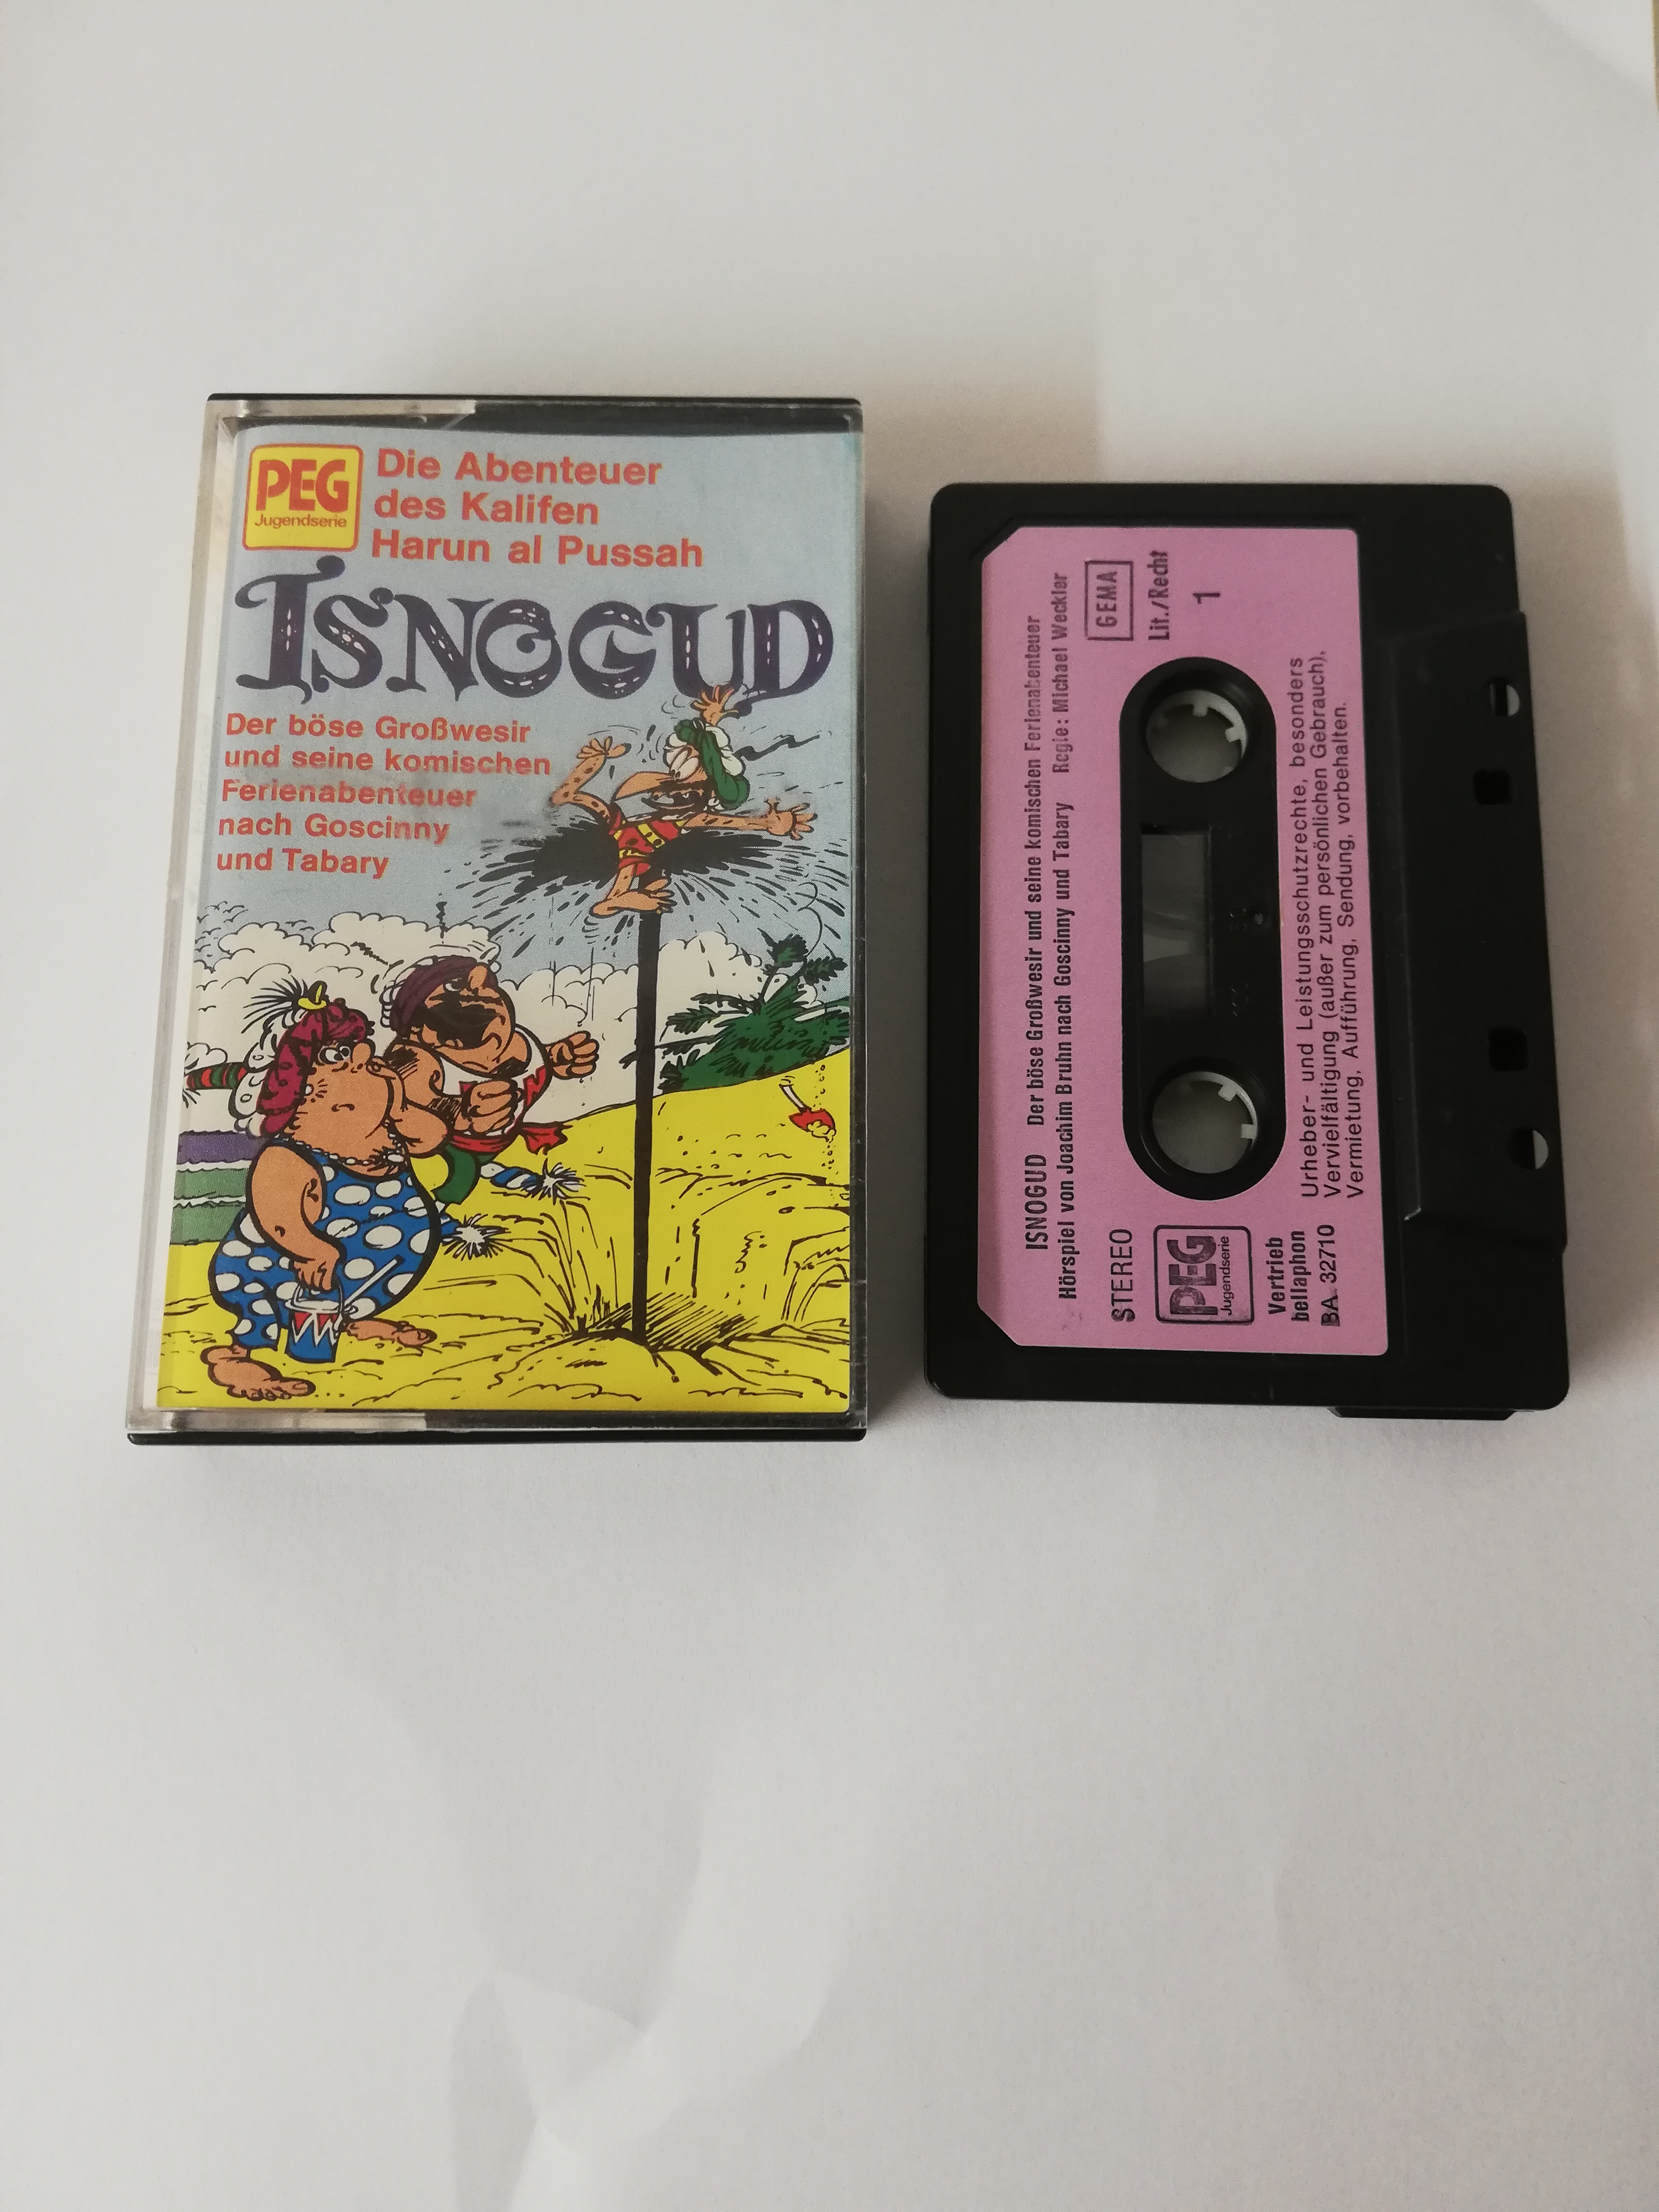 PEG
Jugendserie
Die Abenteuer
des Kalifen
Harun al Pussah
ISNOGUD
Der böse Großwesir
und seine komischen
Ferienabenteuer
nach Goscinny
und Tabary
ISNOGUD Der böse Großwesir und seine komischen Ferienabenteuer
Hörspiel von Joachim Bruhn nach Goscinny und Tabary Regie: Michael Weckler
STEREO
GEMA
PEG
Jugendserie
Lit./Recht
1
Vertrieb
bellaphon
BA 32710
Urheber- und Leistungsschutzrechte, besonders
Vervielfältigung (außer zum persönlichen Gebrauch),
Vermietung, Aufführung, Sendung, vorbehalten.